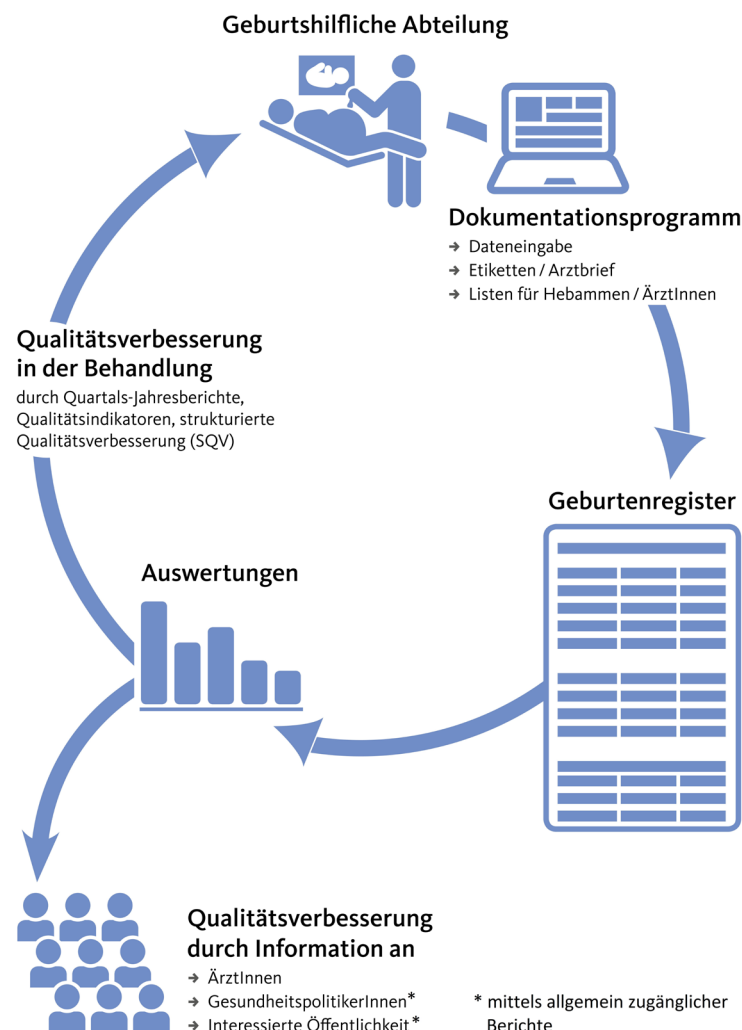 Geburtshilfliche Abteilung
Dokumentationsprogramm
→ Dateneingabe
→ Etiketten / Arztbrief
→ Listen für Hebammen / ÄrztInnen
Qualitätsverbesserung
in der Behandlung
durch Quartals-Jahresberichte,
Qualitätsindikatoren, strukturierte
Qualitätsverbesserung (SQV)
Geburtenregister
Auswertungen
Qualitätsverbesserung
durch Information an
→ ÄrztInnen
→ GesundheitspolitikerInnen*
→ Interessierte Öffentlichkeit*
* mittels allgemein zugänglicher
Berichte